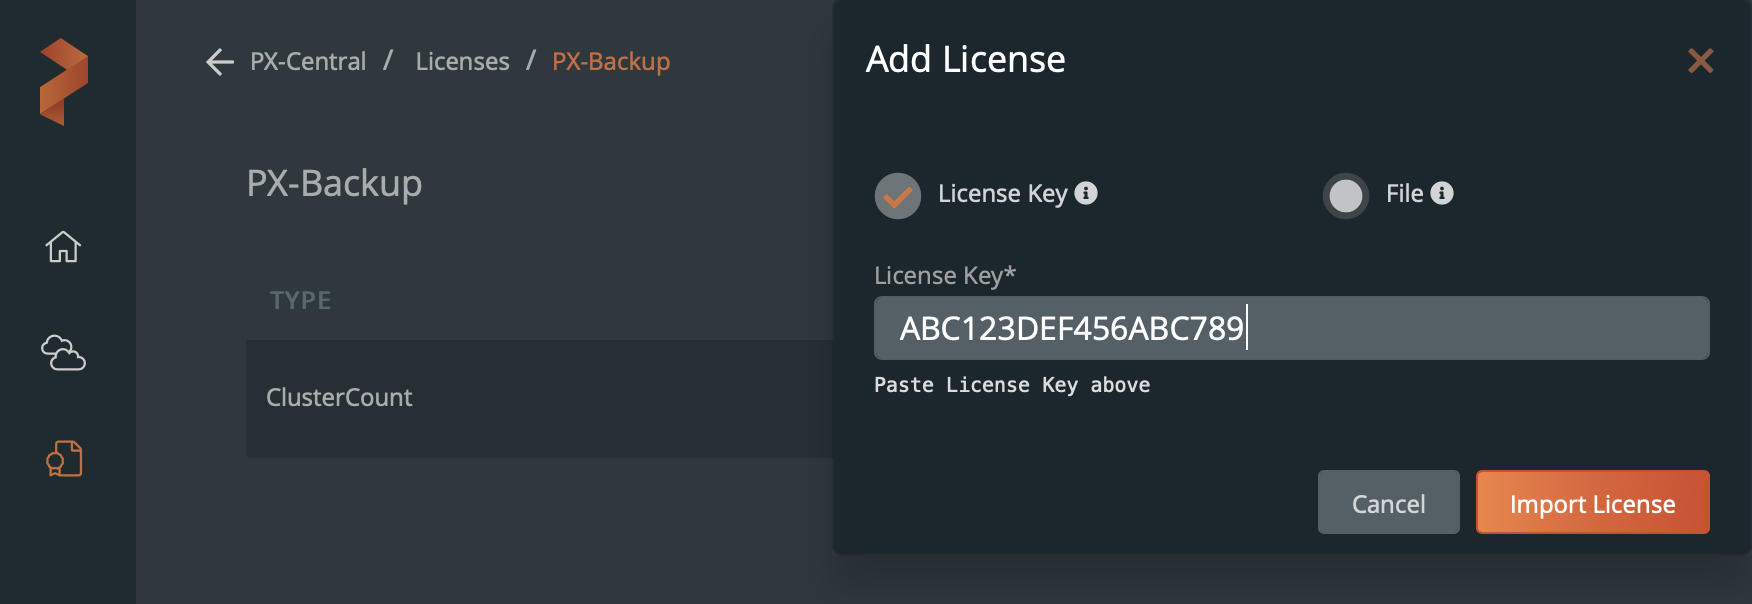 PX-Central / Licenses / PX-Backup
PX-Backup
TYPE
ClusterCount
Add License
License Key
File
License Key*
ABC123DEF456ABC789
Paste License Key above
Cancel
Import License